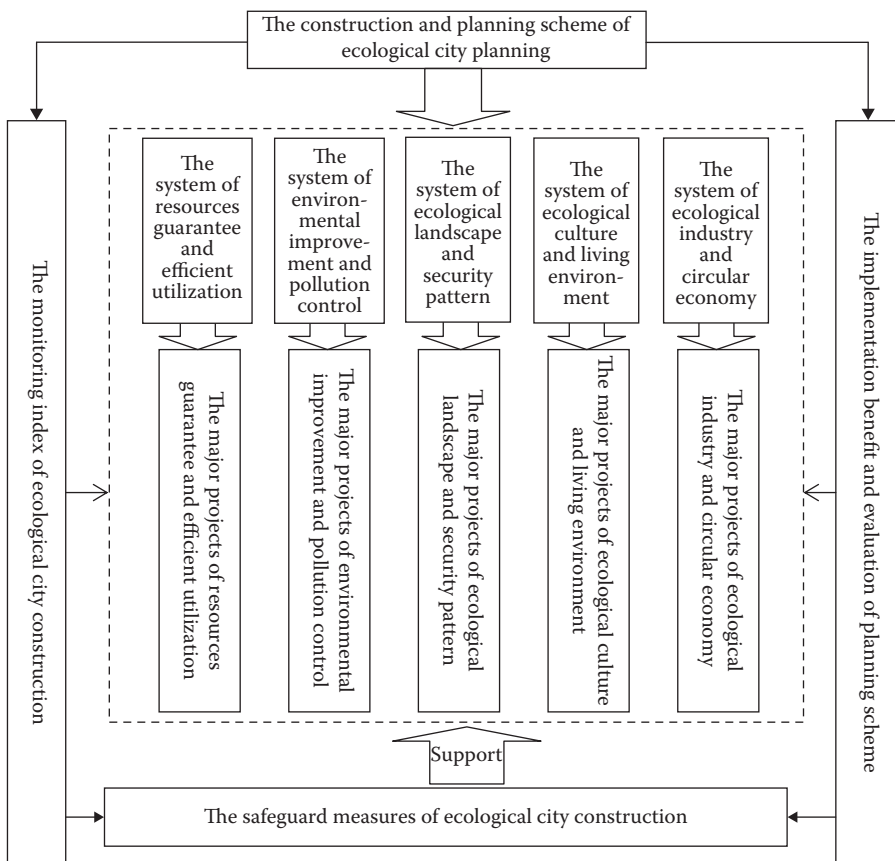 The construction and planning scheme of
ecological city planning
The monitoring index of ecological city construction
The
system of
resources
guarantee
and
efficient
utilization
The
system of
environ-
mental
improve-
ment and
pollution
control
The
system of
ecological
landscape
and
security
pattern
The
system of
ecological
culture
and living
environ-
ment
The
system of
ecological
industry
and
circular
economy
The major projects of resources
guarantee and efficient utilization
The major projects of environmental
improvement and pollution control
The major projects of ecological
landscape and security pattern
The major projects of ecological culture
and living environment
The major projects of ecological
industry and circular economy
The implementation benefit and evaluation of planning scheme
Support
The safeguard measures of ecological city construction